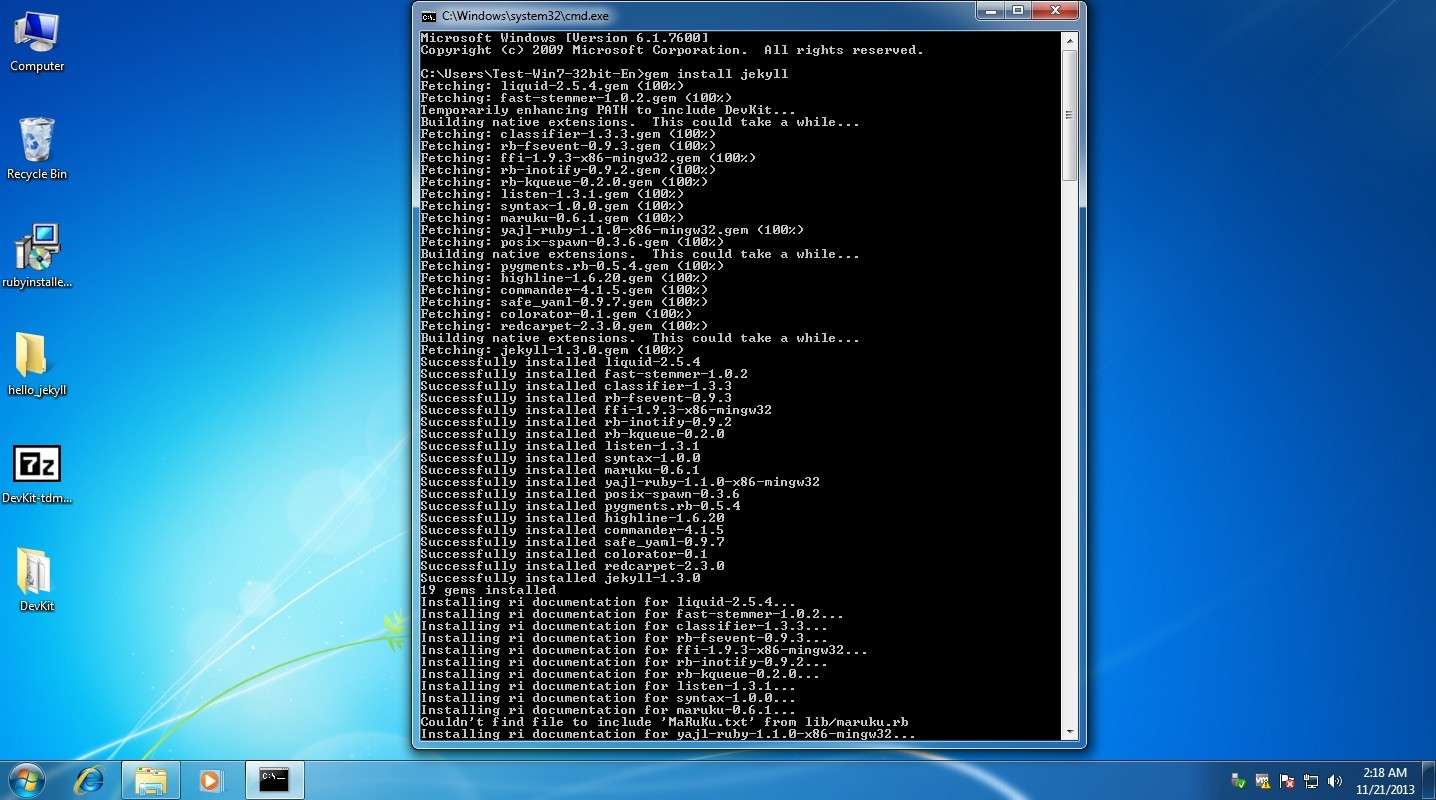 Computer
Recycle Bin
rubyinstalle...
hello_jekyll
7z
DevKit-tdm...
DevKit
C:\Windows\system32\cmd.exe
Microsoft Windows [Version 6.1.7600]
Copyright (c) 2009 Microsoft Corporation.  All rights reserved.
C:\Users\Test-Win7-32bit-En>gem install jekyll
Fetching: liquid-2.5.4.gem (100%)
Fetching: fast-stemmer-1.0.2.gem (100%)
Temporarily enhancing PATH to include DevKit...
Building native extensions.  This could take a while...
Fetching: classifier-1.3.3.gem (100%)
Fetching: rb-fsevent-0.9.3.gem (100%)
Fetching: ffi-1.9.3-x86-mingw32.gem (100%)
Fetching: rb-inotify-0.9.2.gem (100%)
Fetching: rb-kqueue-0.2.0.gem (100%)
Fetching: listen-1.3.1.gem (100%)
Fetching: syntax-1.0.0.gem (100%)
Fetching: maruku-0.6.1.gem (100%)
Fetching: yajl-ruby-1.1.0-x86-mingw32.gem (100%)
Fetching: posix-spawn-0.3.6.gem (100%)
Building native extensions.  This could take a while...
Fetching: pygments.rb-0.5.4.gem (100%)
Fetching: highline-1.6.20.gem (100%)
Fetching: commander-4.1.5.gem (100%)
Fetching: safe_yaml-0.9.7.gem (100%)
Fetching: colorator-0.1.gem (100%)
Fetching: redcarpet-2.3.0.gem (100%)
Building native extensions.  This could take a while...
Fetching: jekyll-1.3.0.gem (100%)
Successfully installed liquid-2.5.4
Successfully installed fast-stemmer-1.0.2
Successfully installed classifier-1.3.3
Successfully installed rb-fsevent-0.9.3
Successfully installed ffi-1.9.3-x86-mingw32
Successfully installed rb-inotify-0.9.2
Successfully installed rb-kqueue-0.2.0
Successfully installed listen-1.3.1
Successfully installed syntax-1.0.0
Successfully installed maruku-0.6.1
Successfully installed yajl-ruby-1.1.0-x86-mingw32
Successfully installed posix-spawn-0.3.6
Successfully installed pygments.rb-0.5.4
Successfully installed highline-1.6.20
Successfully installed commander-4.1.5
Successfully installed safe_yaml-0.9.7
Successfully installed colorator-0.1
Successfully installed redcarpet-2.3.0
Successfully installed jekyll-1.3.0
19 gems installed
Installing ri documentation for liquid-2.5.4...
Installing ri documentation for fast-stemmer-1.0.2...
Installing ri documentation for classifier-1.3.3...
Installing ri documentation for rb-fsevent-0.9.3...
Installing ri documentation for ffi-1.9.3-x86-mingw32...
Installing ri documentation for rb-inotify-0.9.2...
Installing ri documentation for rb-kqueue-0.2.0...
Installing ri documentation for listen-1.3.1...
Installing ri documentation for syntax-1.0.0...
Installing ri documentation for maruku-0.6.1...
Couldn't find file to include 'MaRuKu.txt' from lib/maruku.rb
Installing ri documentation for yajl-ruby-1.1.0-x86-mingw32...
2:18 AM
11/21/2013